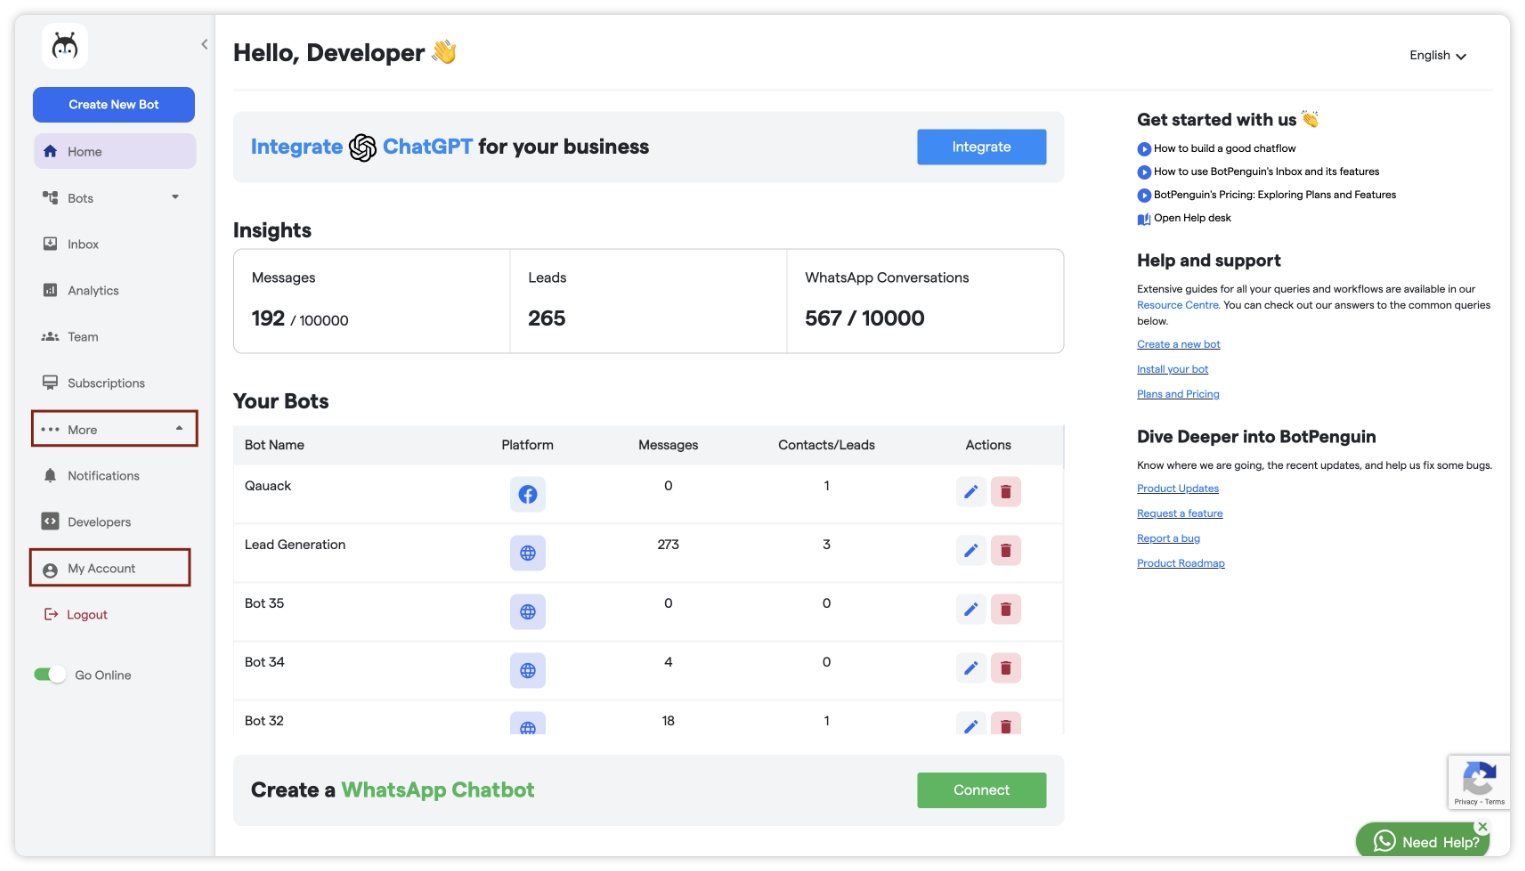 Create New Bot
Home
Bots
Inbox
Analytics
Team
Subscriptions
More
Notifications
Developers
My Account
Logout
Go Online
Hello, Developer
English
Integrate ChatGPT for your business
Integrate
Insights
Messages
192 / 100000
Leads
265
WhatsApp Conversations
567 / 10000
Your Bots
Bot Name Platform Messages Contacts/Leads Actions
Qauack 0 1
Lead Generation 273 3
Bot 35 0 0
Bot 34 4 0
Bot 32 18 1
Create a WhatsApp Chatbot
Connect
Get started with us
How to build a good chatflow
How to use BotPenguin's Inbox and its features
BotPenguin's Pricing: Exploring Plans and Features
Open Help desk
Help and support
Extensive guides for all your queries and workflows are available in our
Resource Centre. You can check out our answers to the common queries
below.
Create a new bot
Install your bot
Plans and Pricing
Dive Deeper into BotPenguin
Know where we are going, the recent updates, and help us fix some bugs.
Product Updates
Request a feature
Report a bug
Product Roadmap
Privacy - Terms
Need Help?